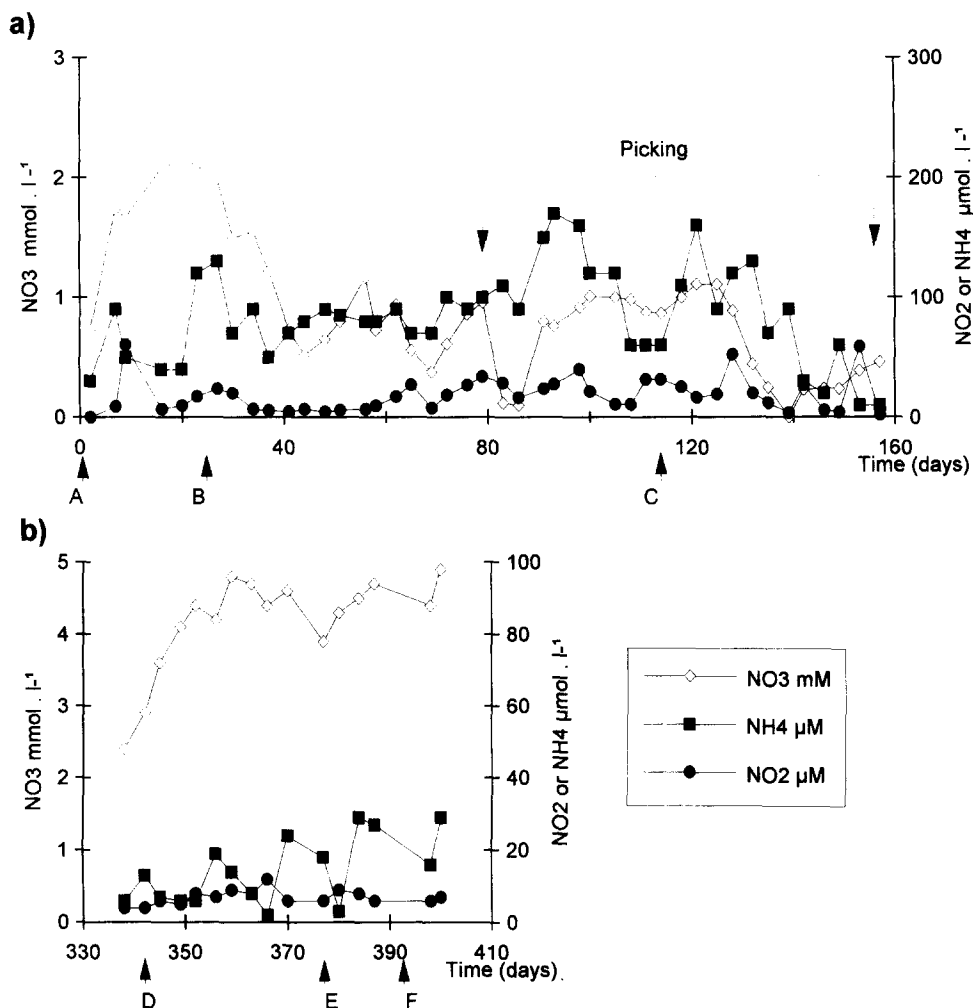 a)
3
300
Picking
2
200
NO3 mmol . l -¹
NO2 or NH4 µmol . l -¹
1
100
0
0
0 40 80 120 160
Time (days)
A B C
b)
5
100
4
80
3
60
NO3 mmol . l-¹
NO2 or NH4 µmol . l-¹
2
40
1
20
0
0
330 350 370 390 410
Time (days)
D E F
NO3 mM
NH4 µM
NO2 µM